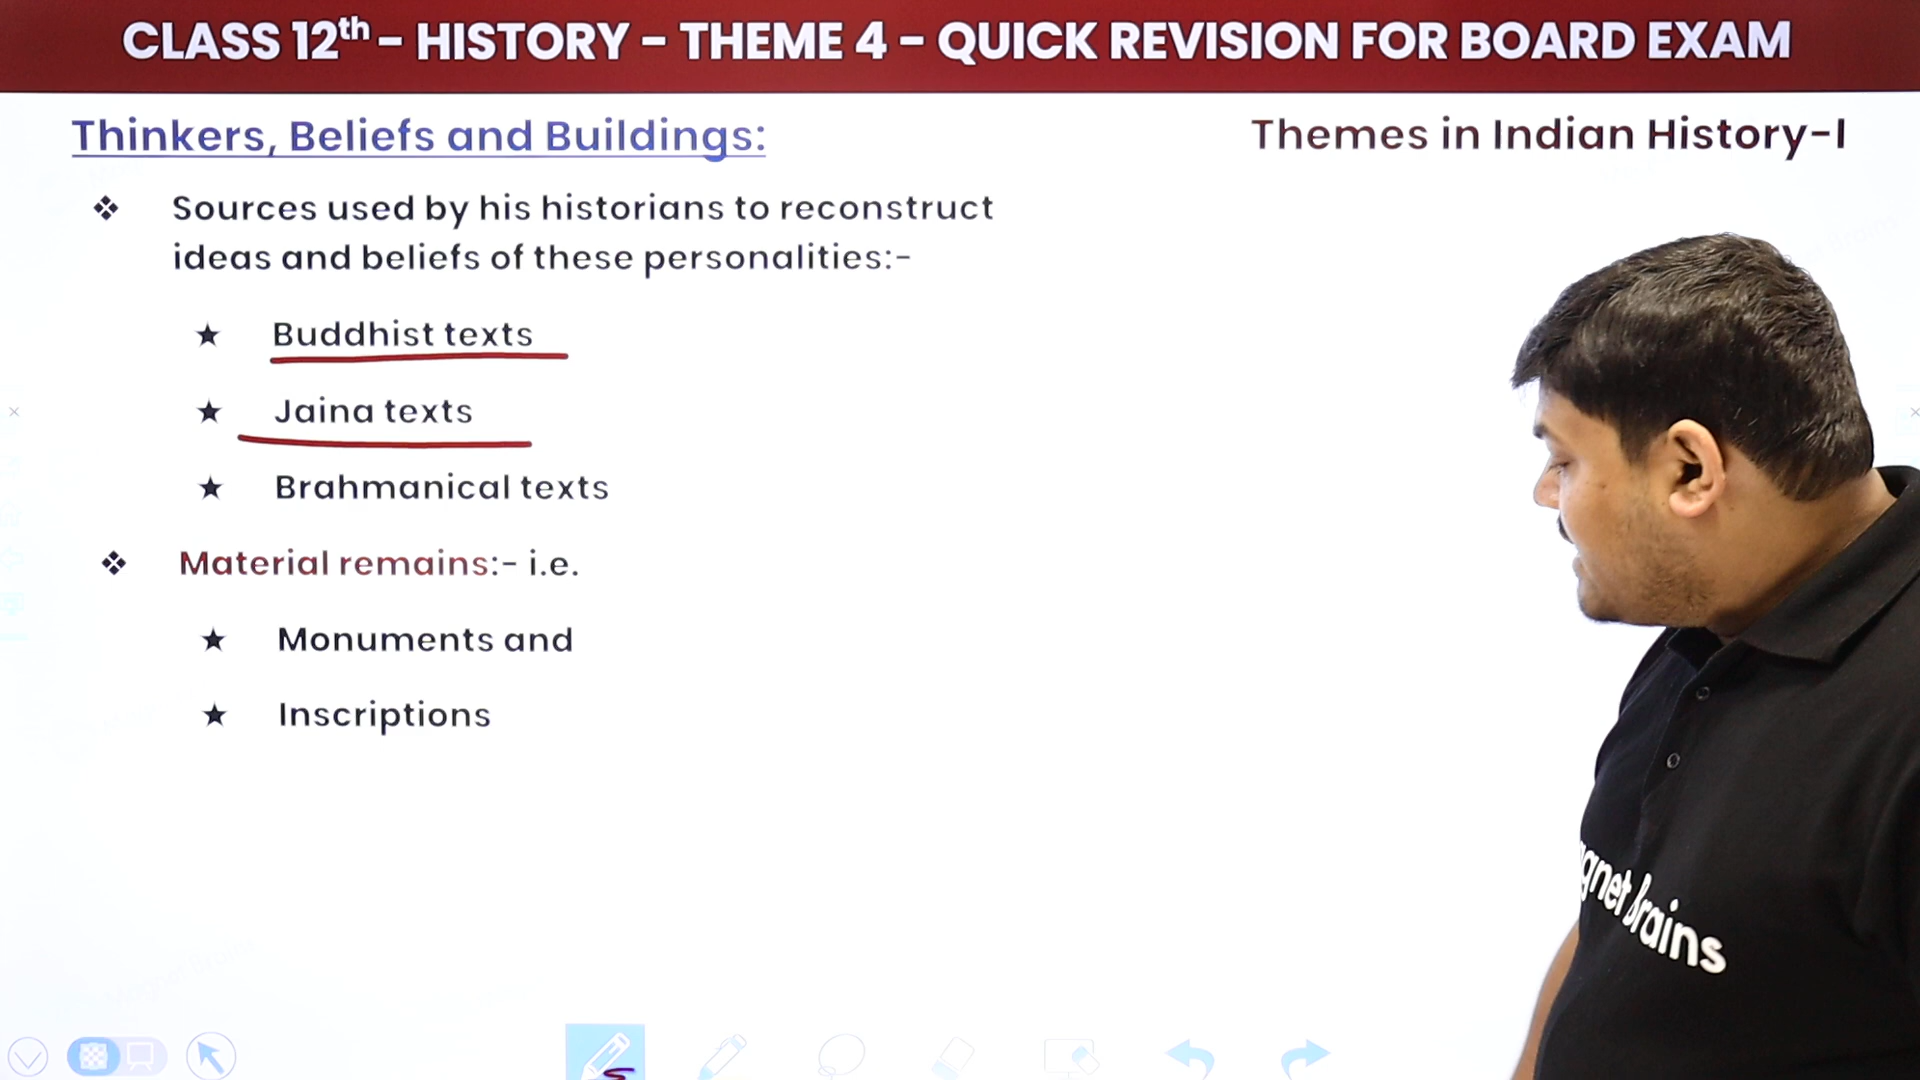 CLASS 12th - HISTORY - THEME 4 - QUICK REVISION FOR BOARD EXAM
Thinkers, Beliefs and Buildings:
Themes in Indian History-I
❖ Sources used by his historians to reconstruct
ideas and beliefs of these personalities:-
★ Buddhist texts
★ Jaina texts
★ Brahmanical texts
❖ Material remains:- i.e.
★ Monuments and
★ Inscriptions
gnet Brains